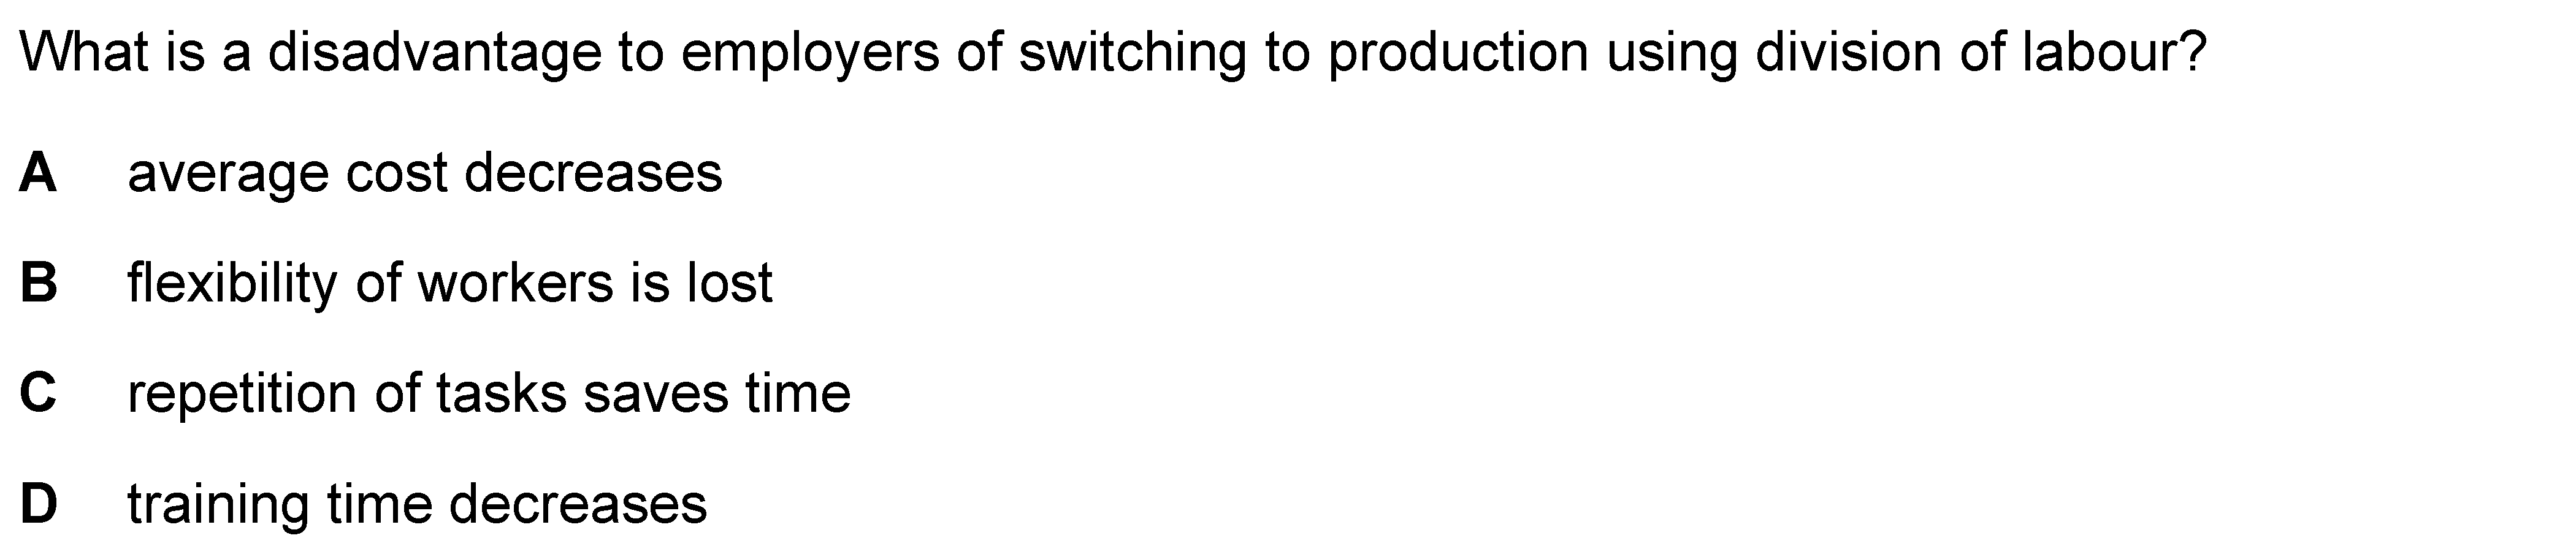 What is a disadvantage to employers of switching to production using division of labour?
A average cost decreases
B flexibility of workers is lost
C repetition of tasks saves time
D training time decreases